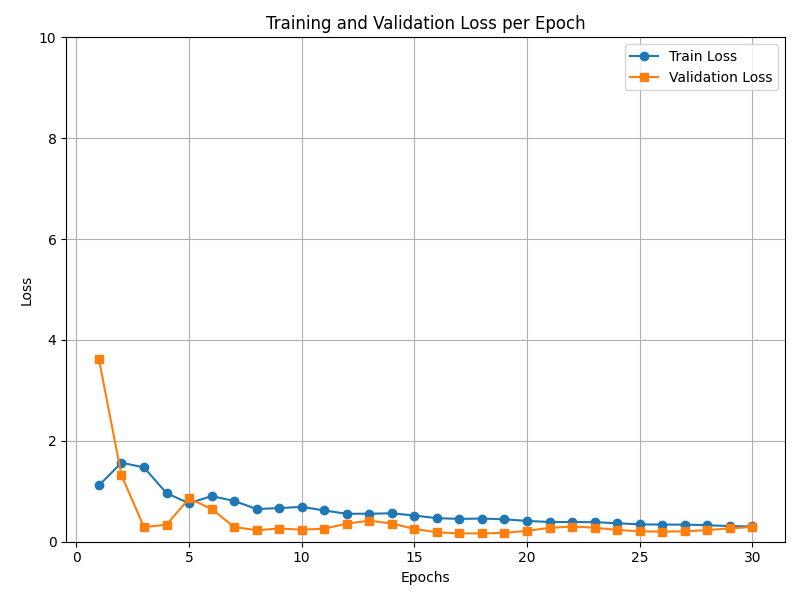 Training and Validation Loss per Epoch
Train Loss
Validation Loss
Loss
10
8
6
4
2
0
0 5 10 15 20 25 30
Epochs